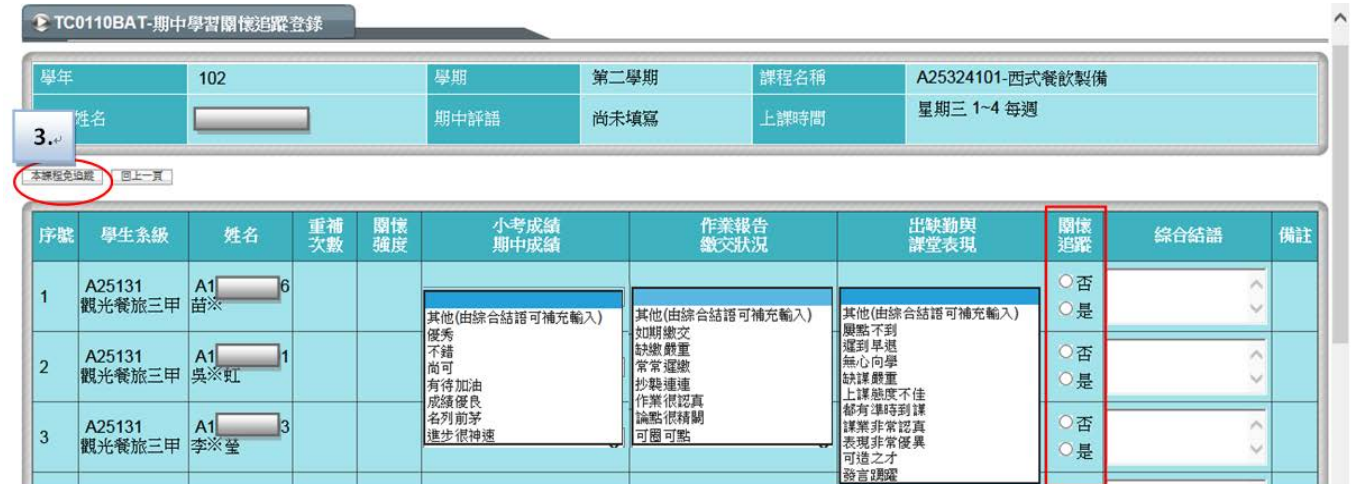 TC0110BAT-期中學習關懷追蹤登錄
學年 102 學期 第二學期 課程名稱 A25324101-西式餐飲製備
姓名 期中評語 尚未填寫 上課時間 星期三 1~4 每週
3.
本課程免追蹤 回上一頁
序號 學生系級 姓名 重補次數 關懷強度 小考成績 期中成績 作業報告 繳交狀況 出缺勤與 課堂表現 關懷追蹤 綜合結語 備註
1 A25131 觀光餐旅三甲 A1 6 苗※ 否 是
2 A25131 觀光餐旅三甲 A1 1 吳※虹 否 是
3 A25131 觀光餐旅三甲 A1 3 李※瑩 否 是
其他(由綜合結語可補充輸入)
優秀
不錯
尚可
有待加油
成績優良
名列前茅
進步很神速
其他(由綜合結語可補充輸入)
如期繳交
缺繳嚴重
常常遲繳
抄襲連連
作業很認真
論點很精闢
可圈可點
其他(由綜合結語可補充輸入)
屢點不到
遲到早退
無心向學
缺課嚴重
上課態度不佳
都有準時到課
課業非常認真
表現非常優異
可造之才
發言踴躍